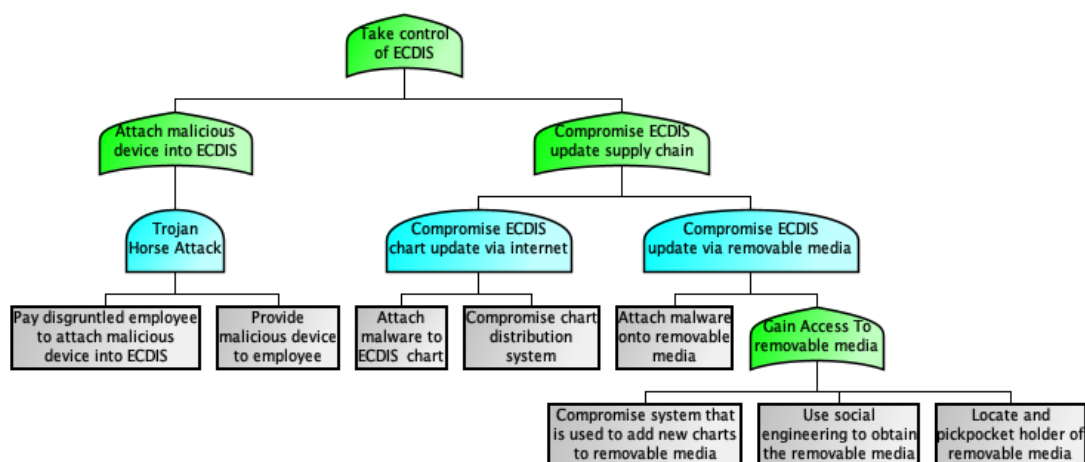 Take control
of ECDIS
Attach malicious
device into ECDIS
Compromise ECDIS
update supply chain
Trojan
Horse Attack
Compromise ECDIS
chart update via internet
Compromise ECDIS
update via removable media
Pay disgruntled employee
to attach malicious
device into ECDIS
Provide
malicious device
to employee
Attach
malware to
ECDIS chart
Compromise chart
distribution
system
Attach malware
onto removable
media
Gain Access To
removable media
Compromise system that
is used to add new charts
to removable media
Use social
engineering to obtain
the removable media
Locate and
pickpocket holder of
removable media